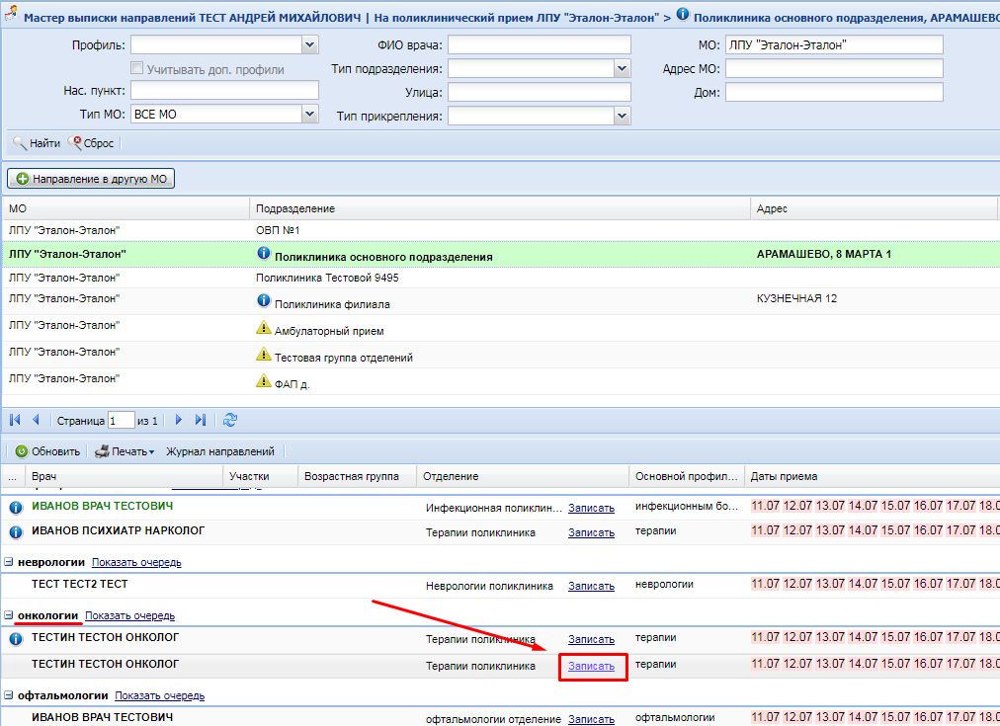 Мастер выписки направлений ТЕСТ АНДРЕЙ МИХАЙЛОВИЧ | На поликлинический прием ЛПУ "Эталон-Эталон" > Поликлиника основного подразделения, АРАМАШЕВО
Профиль: ФИО врача: МО: ЛПУ "Эталон-Эталон"
Учитывать доп. профили Тип подразделения: Адрес МО:
Нас. пункт: Улица: Дом:
Тип МО: ВСЕ МО Тип прикрепления:
Найти Сброс
Направление в другую МО
МО Подразделение Адрес
ЛПУ "Эталон-Эталон" ОВП №1
ЛПУ "Эталон-Эталон" Поликлиника основного подразделения АРАМАШЕВО, 8 МАРТА 1
ЛПУ "Эталон-Эталон" Поликлиника Тестовой 9495
ЛПУ "Эталон-Эталон" Поликлиника филиала КУЗНЕЧНАЯ 12
ЛПУ "Эталон-Эталон" Амбулаторный прием
ЛПУ "Эталон-Эталон" Тестовая группа отделений
ЛПУ "Эталон-Эталон" ФАП д.
Страница 1 из 1
Обновить Печать Журнал направлений
... Врач Участки Возрастная группа Отделение Основной профил... Даты приема
ИВАНОВ ВРАЧ ТЕСТОВИЧ Инфекционная поликлин... Записать инфекционным бо... 11.07 12.07 13.07 14.07 15.07 16.07 17.07 18.0
ИВАНОВ ПСИХИАТР НАРКОЛОГ Терапии поликлиника Записать терапии 11.07 12.07 13.07 14.07 15.07 16.07 17.07 18.0
неврологии Показать очередь
ТЕСТ ТЕСТ2 ТЕСТ Неврологии поликлиника Записать неврологии 11.07 12.07 13.07 14.07 15.07 16.07 17.07 18.0
онкологии Показать очередь
ТЕСТИН ТЕСТОН ОНКОЛОГ Терапии поликлиника Записать терапии 11.07 12.07 13.07 14.07 15.07 16.07 17.07 18.0
ТЕСТИН ТЕСТОН ОНКОЛОГ Терапии поликлиника Записать терапии 11.07 12.07 13.07 14.07 15.07 16.07 17.07 18.0
офтальмологии Показать очередь
ИВАНОВ ВРАЧ ТЕСТОВИЧ офтальмологии отделение Записать офтальмологии 11.07 12.07 13.07 14.07 15.07 16.07 17.07 18.0